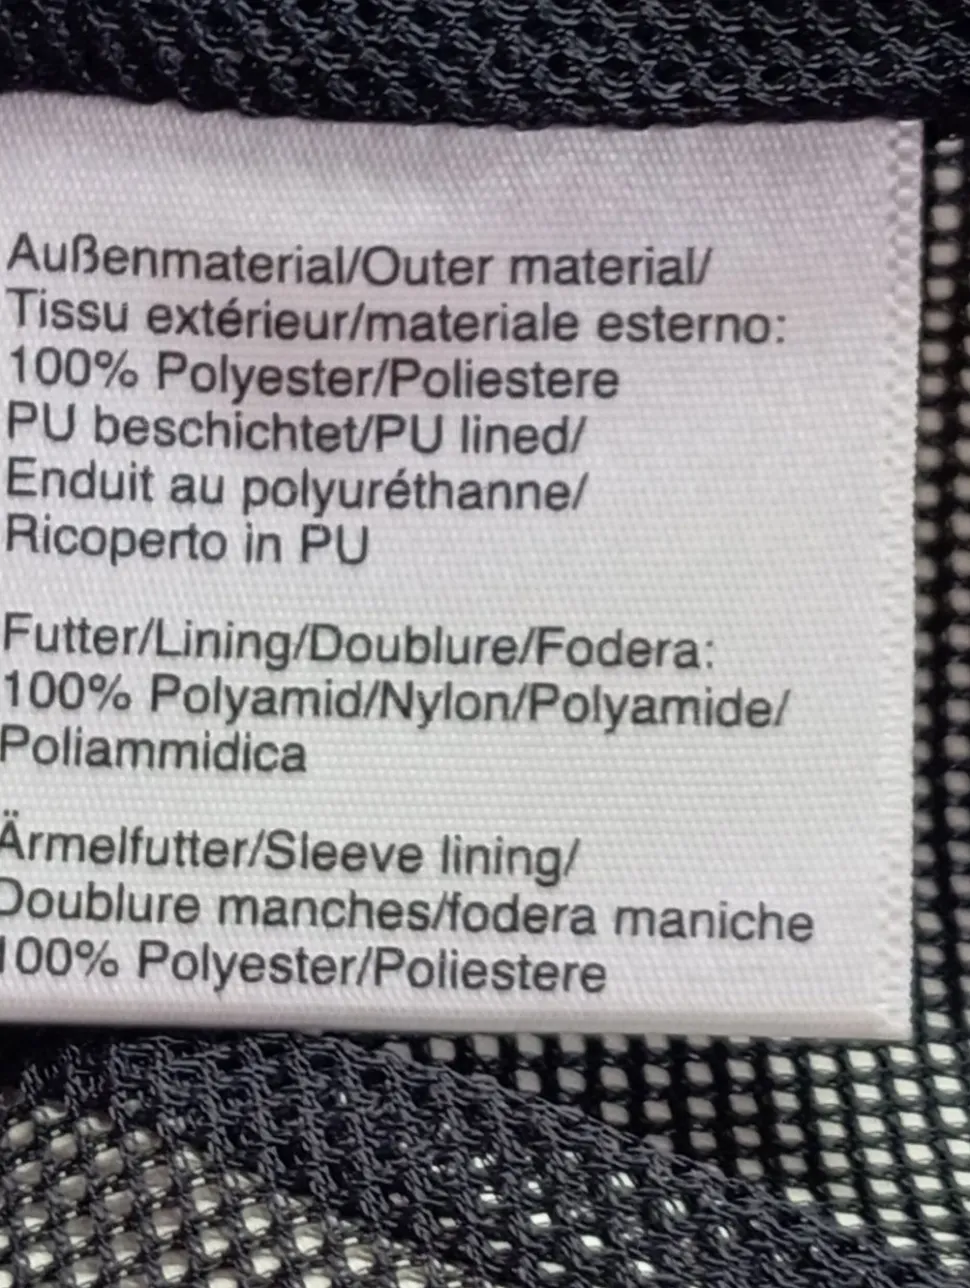 Außenmaterial/Outer material/
Tissu extérieur/materiale esterno:
100% Polyester/Poliestere
PU beschichtet/PU lined/
Enduit au polyuréthanne/
Ricoperto in PU
Futter/Lining/Doublure/Fodera:
100% Polyamid/Nylon/Polyamide/
Poliammidica
Ärmelfutter/Sleeve lining/
Doublure manches/fodera maniche
100% Polyester/Poliestere